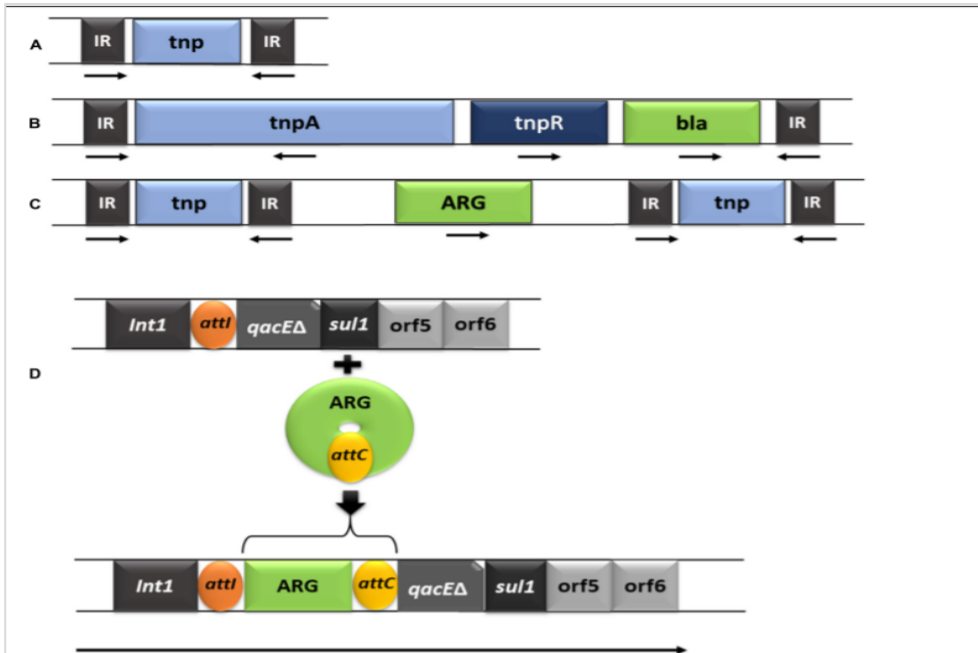 A IR tnp IR
B IR tnpA tnpR bla IR
C IR tnp IR ARG IR tnp IR
Int1 attI qacEΔ sul1 orf5 orf6
D
ARG
attC
Int1 attI ARG attC qacEΔ sul1 orf5 orf6